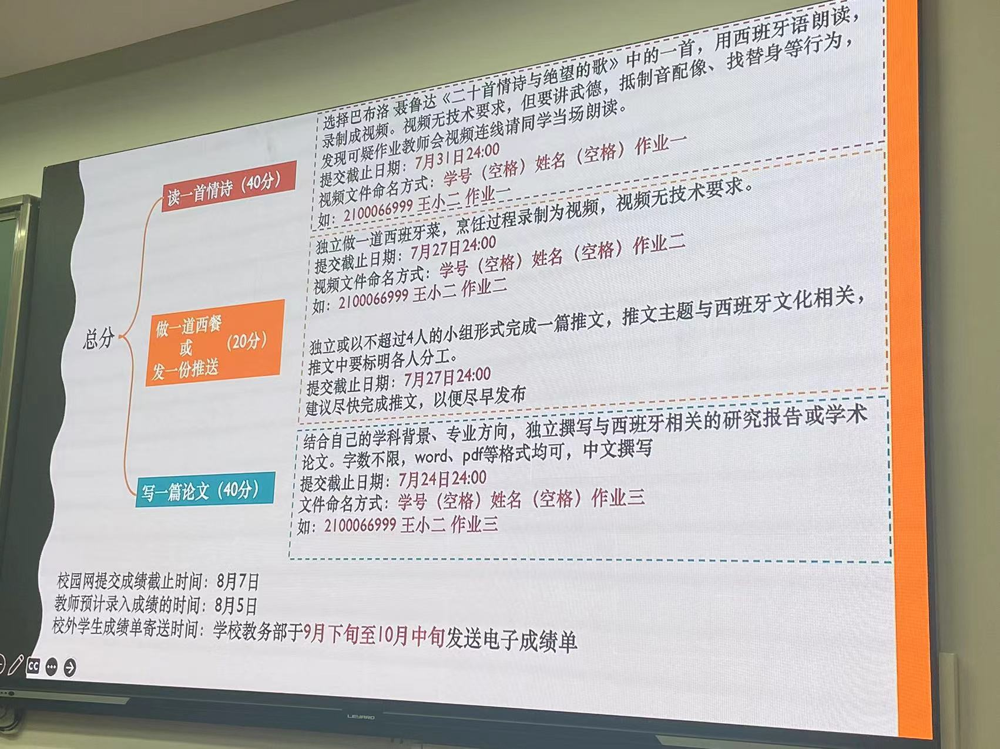 总分
读一首情诗（40分）
选择巴布洛 聂鲁达《二十首情诗与绝望的歌》中的一首，用西班牙语朗读，
录制成视频。视频无技术要求，但要讲武德，抵制音配像、找替身等行为，
发现可疑作业教师会视频连线请同学当场朗读。
提交截止日期：7月31日24:00
视频文件命名方式：学号（空格）姓名（空格）作业一
如：2100066999 王小二 作业一
做一道西餐
或
发一份推送
（20分）
独立做一道西班牙菜，烹饪过程录制为视频，视频无技术要求。
提交截止日期：7月27日24:00
视频文件命名方式：学号（空格）姓名（空格）作业二
如：2100066999 王小二 作业二
独立或以不超过4人的小组形式完成一篇推文，推文主题与西班牙文化相关，
推文中要标明各人分工。
提交截止日期：7月27日24:00
建议尽快完成推文，以便尽早发布
写一篇论文（40分）
结合自己的学科背景、专业方向，独立撰写与西班牙相关的研究报告或学术
论文。字数不限，word、pdf等格式均可，中文撰写
提交截止日期：7月24日24:00
文件命名方式：学号（空格）姓名（空格）作业三
如：2100066999 王小二 作业三
校园网提交成绩截止时间：8月7日
教师预计录入成绩的时间：8月5日
校外学生成绩单寄送时间：学校教务部于9月下旬至10月中旬发送电子成绩单
CC
LEYARD